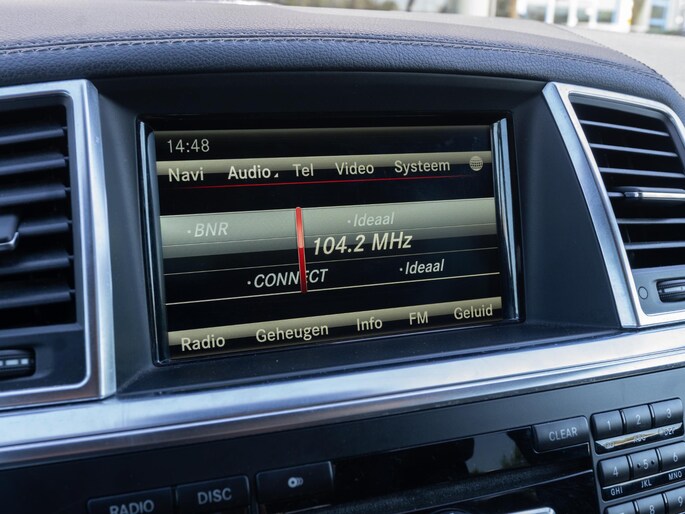 14:48
Navi Audio Tel Video Systeem
·BNR ·Ideaal
104.2 MHz
·CONNECT ·Ideaal
Radio Geheugen Info FM Geluid
CLEAR 1 2 3
4 5 6
GHI JKL MNO
RADIO DISC